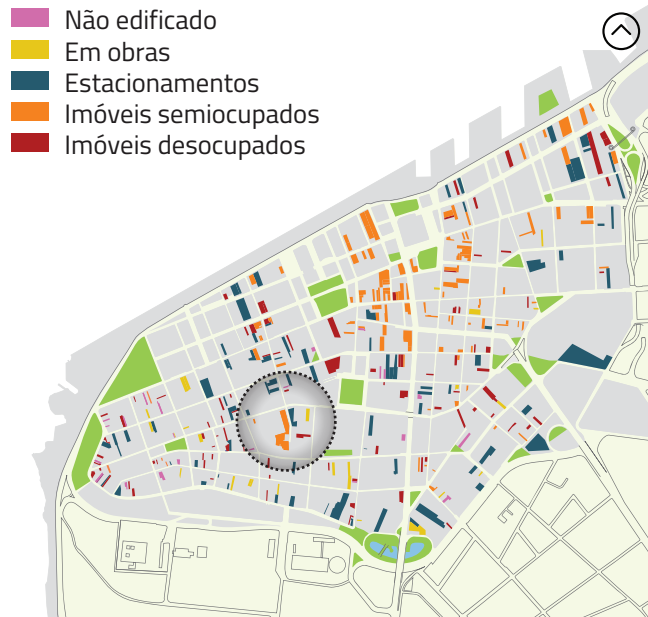 Não edificado
Em obras
Estacionamentos
Imóveis semiocupados
Imóveis desocupados